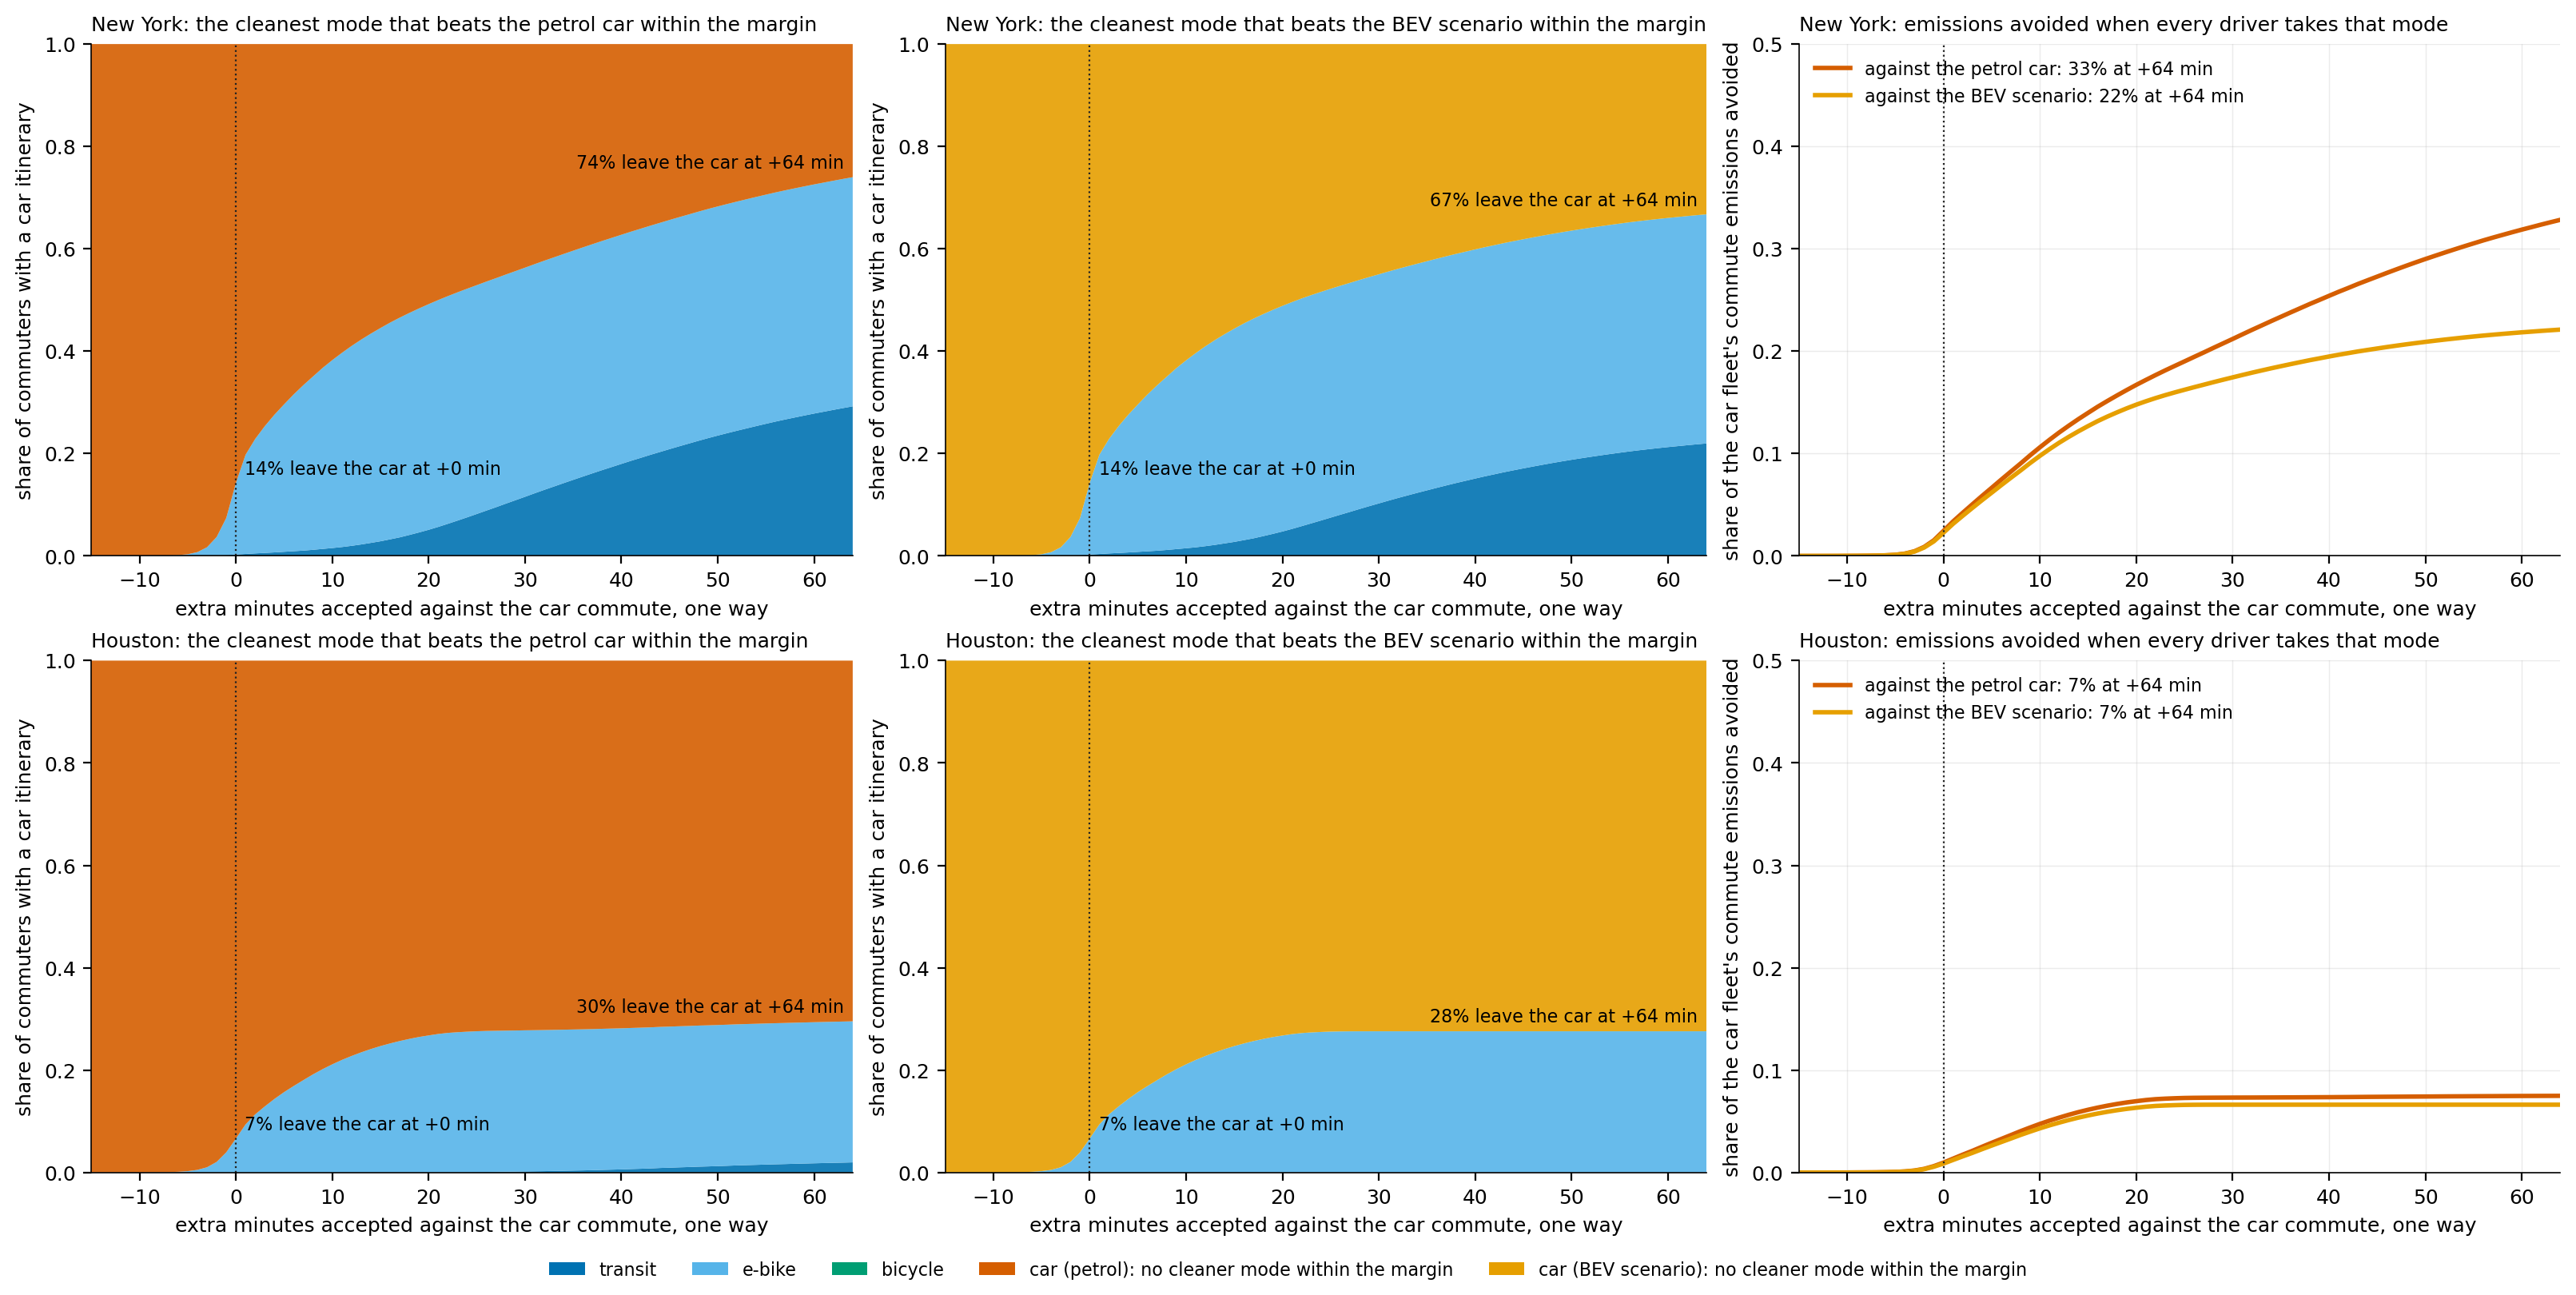 New York: the cleanest mode that beats the petrol car within the margin
share of commuters with a car itinerary
1.0
0.8
0.6
0.4
0.2
0.0
74% leave the car at +64 min
14% leave the car at +0 min
−10 0 10 20 30 40 50 60
extra minutes accepted against the car commute, one way
New York: the cleanest mode that beats the BEV scenario within the margin
share of commuters with a car itinerary
1.0
0.8
0.6
0.4
0.2
0.0
67% leave the car at +64 min
14% leave the car at +0 min
−10 0 10 20 30 40 50 60
extra minutes accepted against the car commute, one way
New York: emissions avoided when every driver takes that mode
share of the car fleet's commute emissions avoided
0.5
0.4
0.3
0.2
0.1
0.0
against the petrol car: 33% at +64 min
against the BEV scenario: 22% at +64 min
−10 0 10 20 30 40 50 60
extra minutes accepted against the car commute, one way
Houston: the cleanest mode that beats the petrol car within the margin
share of commuters with a car itinerary
1.0
0.8
0.6
0.4
0.2
0.0
30% leave the car at +64 min
7% leave the car at +0 min
−10 0 10 20 30 40 50 60
extra minutes accepted against the car commute, one way
Houston: the cleanest mode that beats the BEV scenario within the margin
share of commuters with a car itinerary
1.0
0.8
0.6
0.4
0.2
0.0
28% leave the car at +64 min
7% leave the car at +0 min
−10 0 10 20 30 40 50 60
extra minutes accepted against the car commute, one way
Houston: emissions avoided when every driver takes that mode
share of the car fleet's commute emissions avoided
0.5
0.4
0.3
0.2
0.1
0.0
against the petrol car: 7% at +64 min
against the BEV scenario: 7% at +64 min
−10 0 10 20 30 40 50 60
extra minutes accepted against the car commute, one way
transit e-bike bicycle car (petrol): no cleaner mode within the margin car (BEV scenario): no cleaner mode within the margin